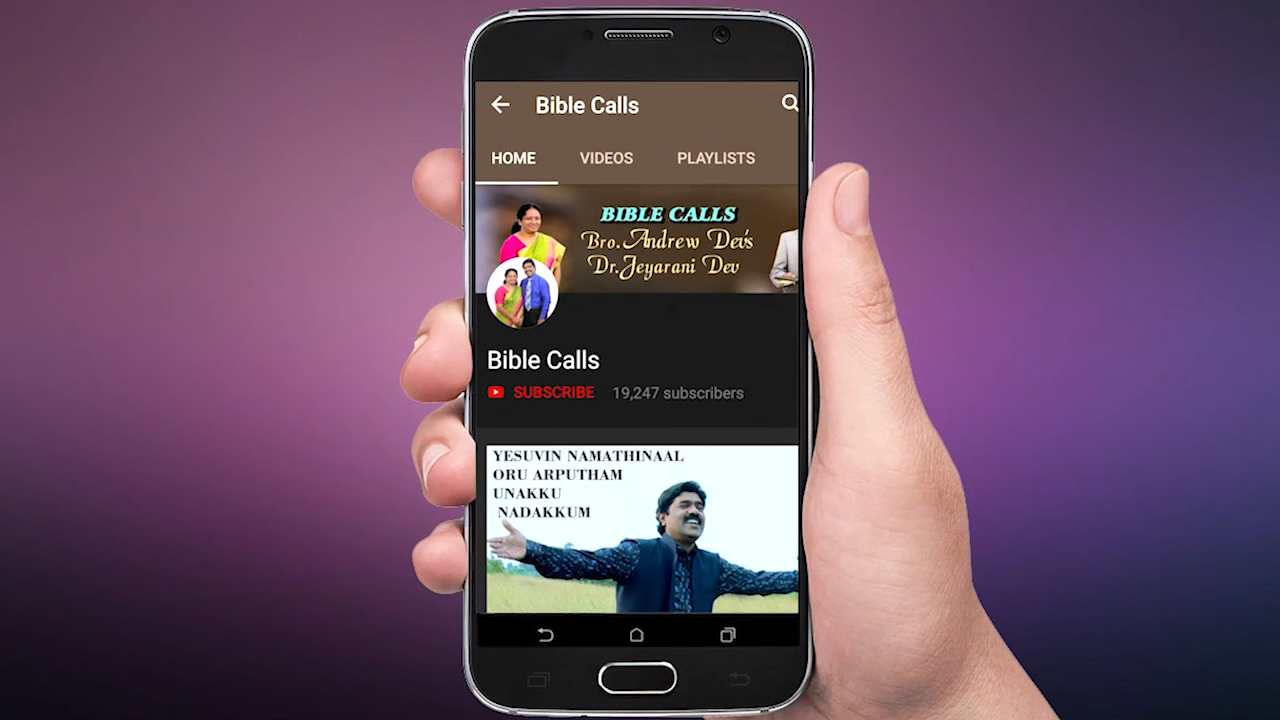 Bible Calls
HOME VIDEOS PLAYLISTS
BIBLE CALLS
Bro. Andrew Dev's
Dr. Jeyarani Dev
Bible Calls
SUBSCRIBE 19,247 subscribers
YESUVIN NAMATHINAAL
ORU ARPUTHAM
UNAKKU
NADAKKUM